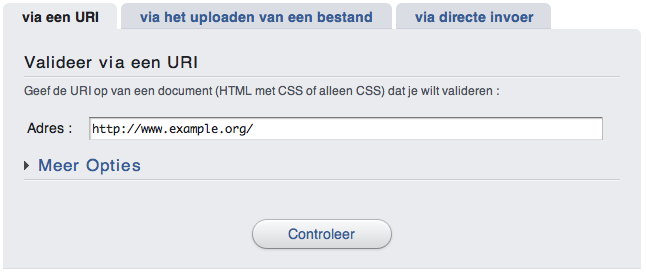 via een URI
via het uploaden van een bestand
via directe invoer
Valideer via een URI
Geef de URI op van een document (HTML met CSS of alleen CSS) dat je wilt valideren :
Adres : http://www.example.org/
Meer Opties
Controleer